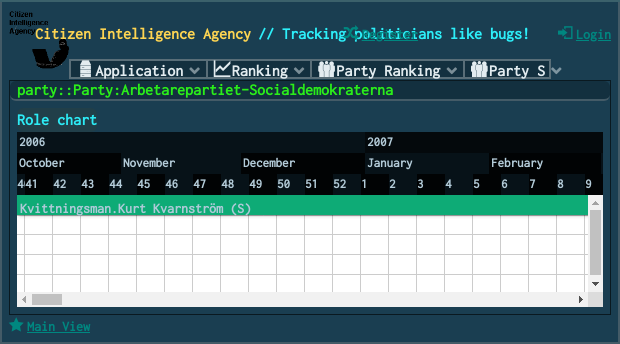 Citizen
Intelligence
Agency
Citizen Intelligence Agency // Tracking politicians like bugs!
Register
Login
Application
Ranking
Party Ranking
Party S
party::Party:Arbetarepartiet-Socialdemokraterna
Role chart
2006 2007
October November December January February
41 42 43 44 45 46 47 48 49 50 51 52 1 2 3 4 5 6 7 8 9
Kvittningsman.Kurt Kvarnström (S)
Main View